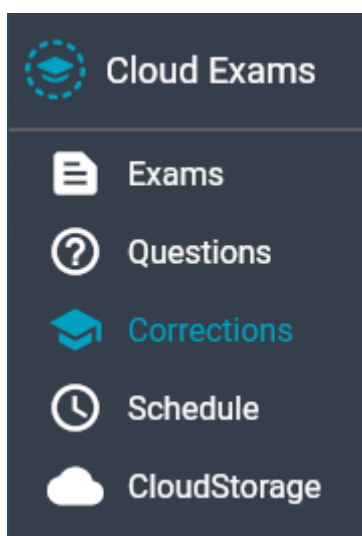 Cloud Exams
Exams
Questions
Corrections
Schedule
CloudStorage